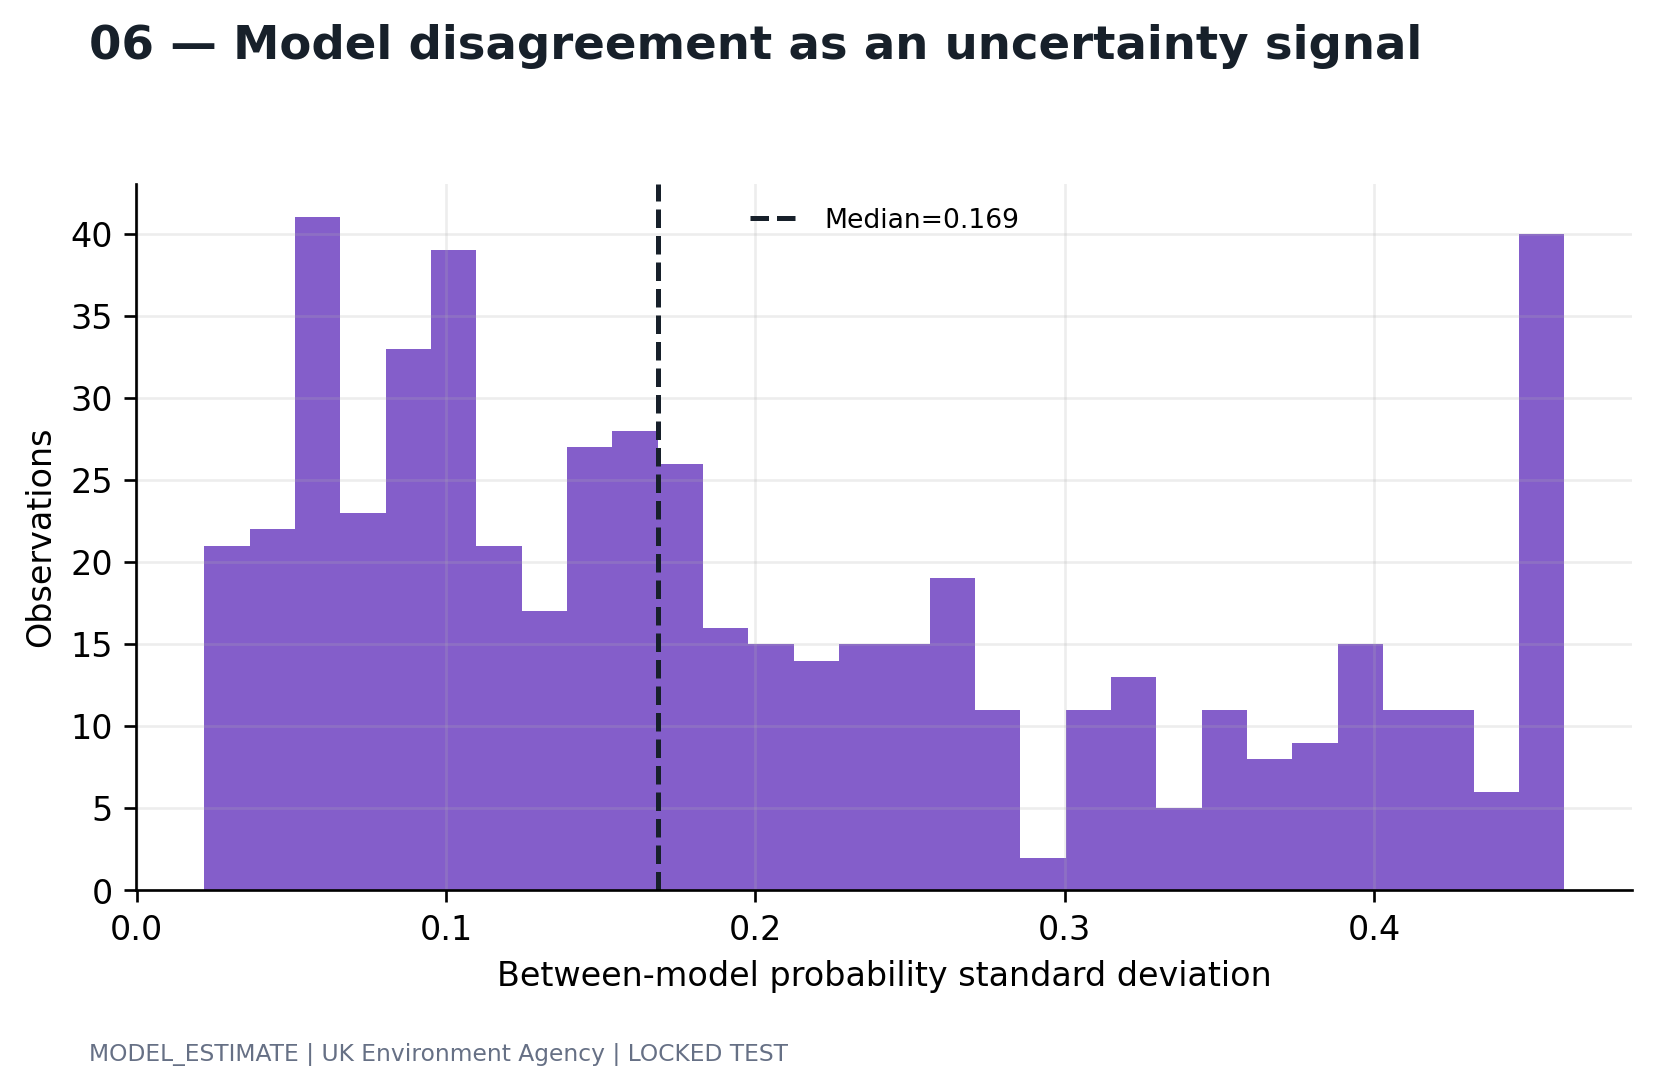 06 — Model disagreement as an uncertainty signal
Median=0.169
40
35
30
25
20
15
10
5
0
Observations
0.0 0.1 0.2 0.3 0.4
Between-model probability standard deviation
MODEL_ESTIMATE | UK Environment Agency | LOCKED TEST